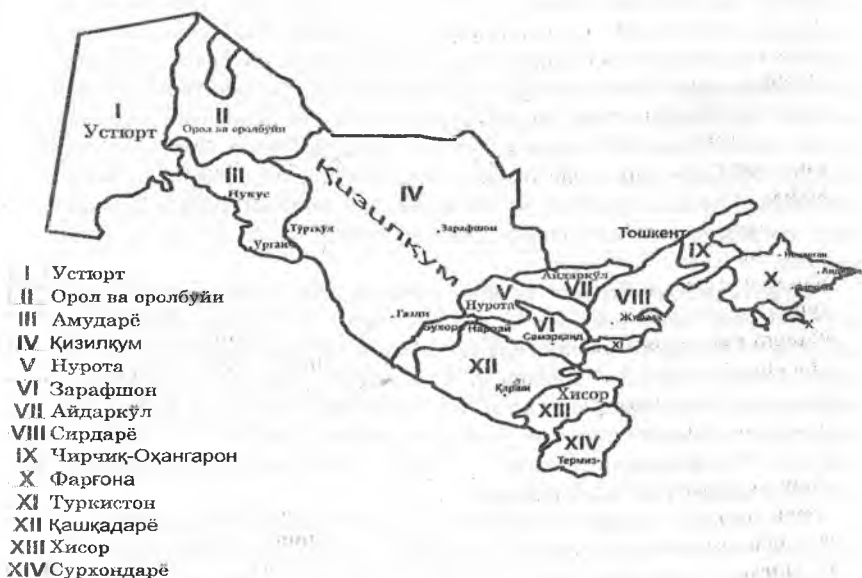 I
Устюрт
II
Орол ва оролбўйи
III
Нукус
Тўрткўл
Урганч
Қизилқум
IV
Зарафшон
Тошкент
IX
X
Айдаркўл
V
VII
VIII
Нурота
Газли
Бухоро
VI
Самарқанд
XI
XII
Қарши
Хисор
XIII
XIV
Термиз
I Устюрт
II Орол ва оролбўйи
III Амударё
IV Қизилқум
V Нурота
VI Зарафшон
VII Айдаркўл
VIII Сирдарё
IX Чирчиқ-Оҳангарон
X Фарғона
XI Туркистон
XII Қашқадарё
XIII Хисор
XIV Сурхондарё